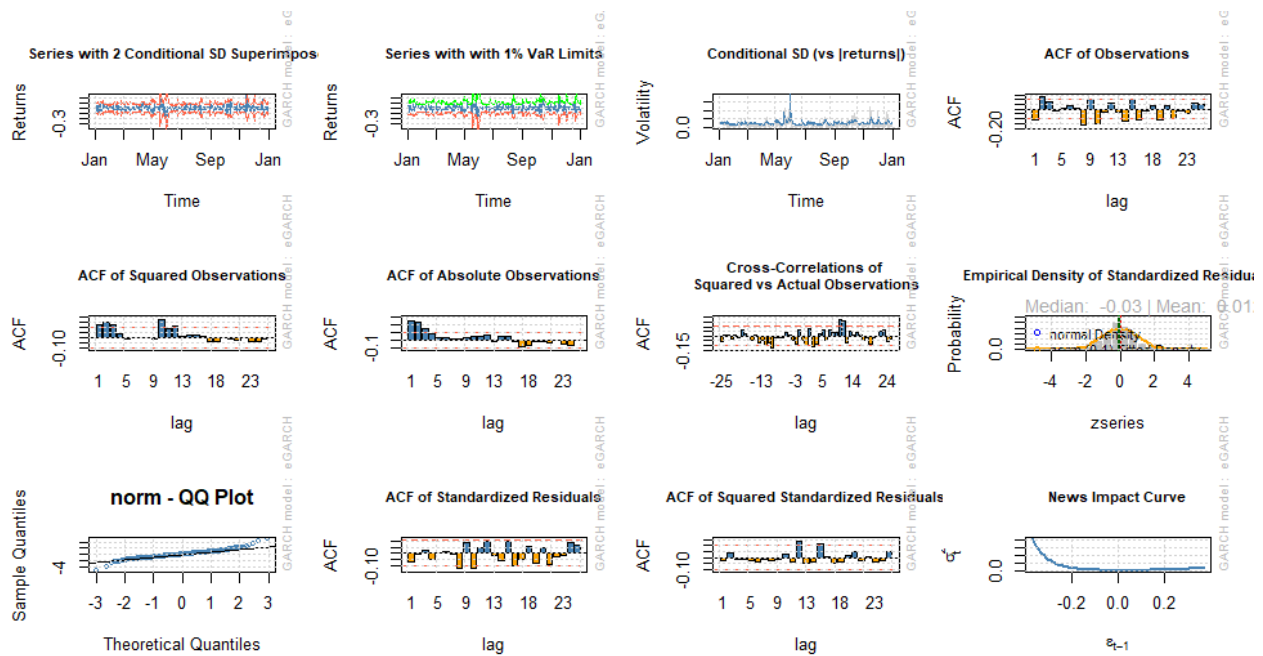 Series with 2 Conditional SD Superimpos
Returns
-0.3
Jan May Sep Jan
Time
GARCH model : eG
Series with with 1% VaR Limits
Returns
-0.3
Jan May Sep Jan
Time
GARCH model : eG
Conditional SD (vs |returns|)
Volatility
0.0
Jan May Sep Jan
Time
GARCH model : eG
ACF of Observations
ACF
-0.20
1 5 9 13 18 23
lag
GARCH model : eG
ACF of Squared Observations
ACF
-0.10
1 5 9 13 18 23
lag
GARCH model : eGARCH
ACF of Absolute Observations
ACF
-0.1
1 5 9 13 18 23
lag
GARCH model : eGARCH
Cross-Correlations of
Squared vs Actual Observations
ACF
-0.15
-25 -13 -3 5 14 24
lag
GARCH model : eGARCH
Empirical Density of Standardized Residua
Median: -0.03 | Mean: 0.01
normal Density
Probability
0.0
-4 -2 0 2 4
zseries
GARCH model : eGARCH
norm - QQ Plot
Sample Quantiles
-4
-3 -2 -1 0 1 2 3
Theoretical Quantiles
GARCH model : eGARCH
ACF of Standardized Residuals
ACF
-0.10
1 5 9 13 18 23
lag
GARCH model : eGARCH
ACF of Squared Standardized Residuals
ACF
-0.10
1 5 9 13 18 23
lag
GARCH model : eGARCH
News Impact Curve
0.0
-0.2 0.0 0.2
εt−1
GARCH model : eGARCH